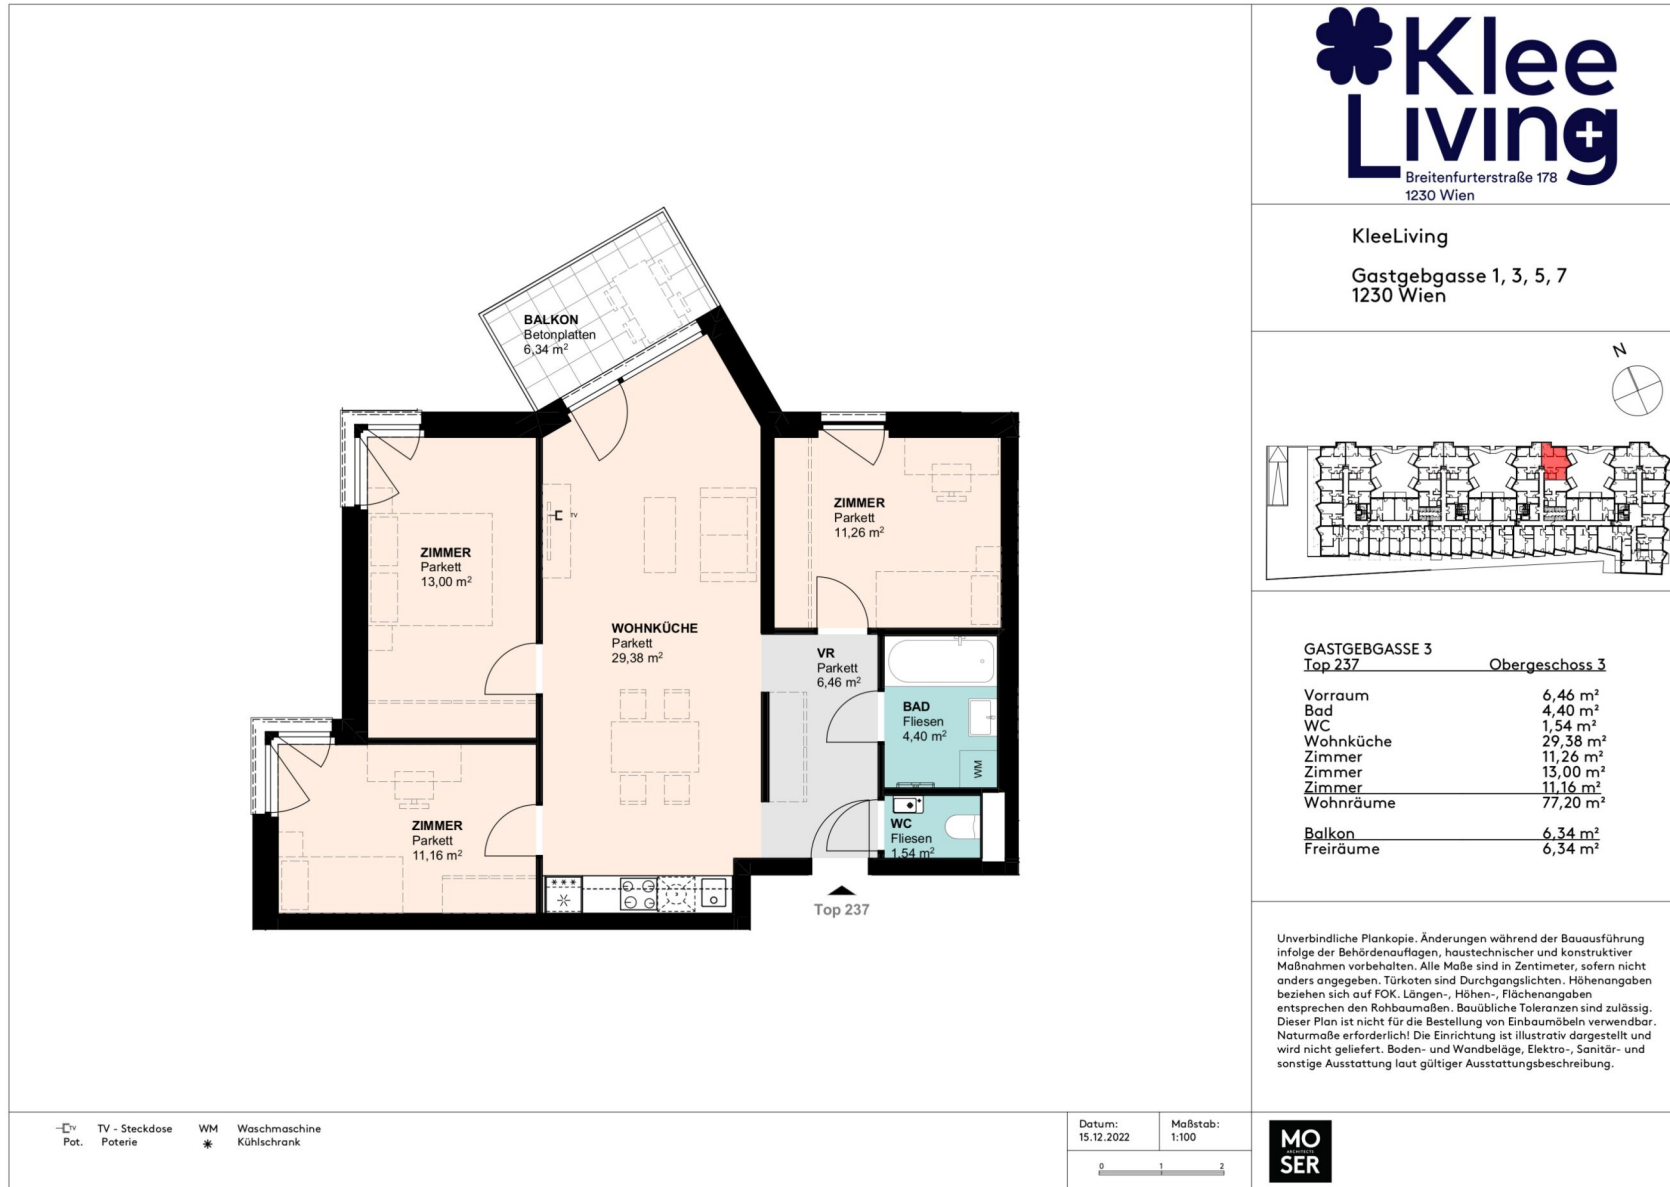 Klee
Living
Breitenfurterstraße 178
1230 Wien
KleeLiving
Gastgebgasse 1, 3, 5, 7
1230 Wien
N
BALKON
Betonplatten
6,34 m²
ZIMMER
Parkett
11,26 m²
TV
ZIMMER
Parkett
13,00 m²
WOHNKÜCHE
Parkett
29,38 m²
VR
Parkett
6,46 m²
BAD
Fliesen
4,40 m²
WM
ZIMMER
Parkett
11,16 m²
WC
Fliesen
1,54 m²
Top 237
GASTGEBGASSE 3
Top 237 Obergeschoss 3
Vorraum 6,46 m²
Bad 4,40 m²
WC 1,54 m²
Wohnküche 29,38 m²
Zimmer 11,26 m²
Zimmer 13,00 m²
Zimmer 11,16 m²
Wohnräume 77,20 m²
Balkon 6,34 m²
Freiräume 6,34 m²
Unverbindliche Plankopie. Änderungen während der Bauausführung
infolge der Behördenauflagen, haustechnischer und konstruktiver
Maßnahmen vorbehalten. Alle Maße sind in Zentimeter, sofern nicht
anders angegeben. Türkoten sind Durchgangslichten. Höhenangaben
beziehen sich auf FOK. Längen-, Höhen-, Flächenangaben
entsprechen den Rohbaumaßen. Bauübliche Toleranzen sind zulässig.
Dieser Plan ist nicht für die Bestellung von Einbaumöbeln verwendbar.
Naturmaße erforderlich! Die Einrichtung ist illustrativ dargestellt und
wird nicht geliefert. Boden- und Wandbeläge, Elektro-, Sanitär- und
sonstige Ausstattung laut gültiger Ausstattungsbeschreibung.
TV TV - Steckdose WM Waschmaschine
Pot. Poterie Kühlschrank
Datum:
15.12.2022
Maßstab:
1:100
0 1 2
MO
ARCHITECTS
SER